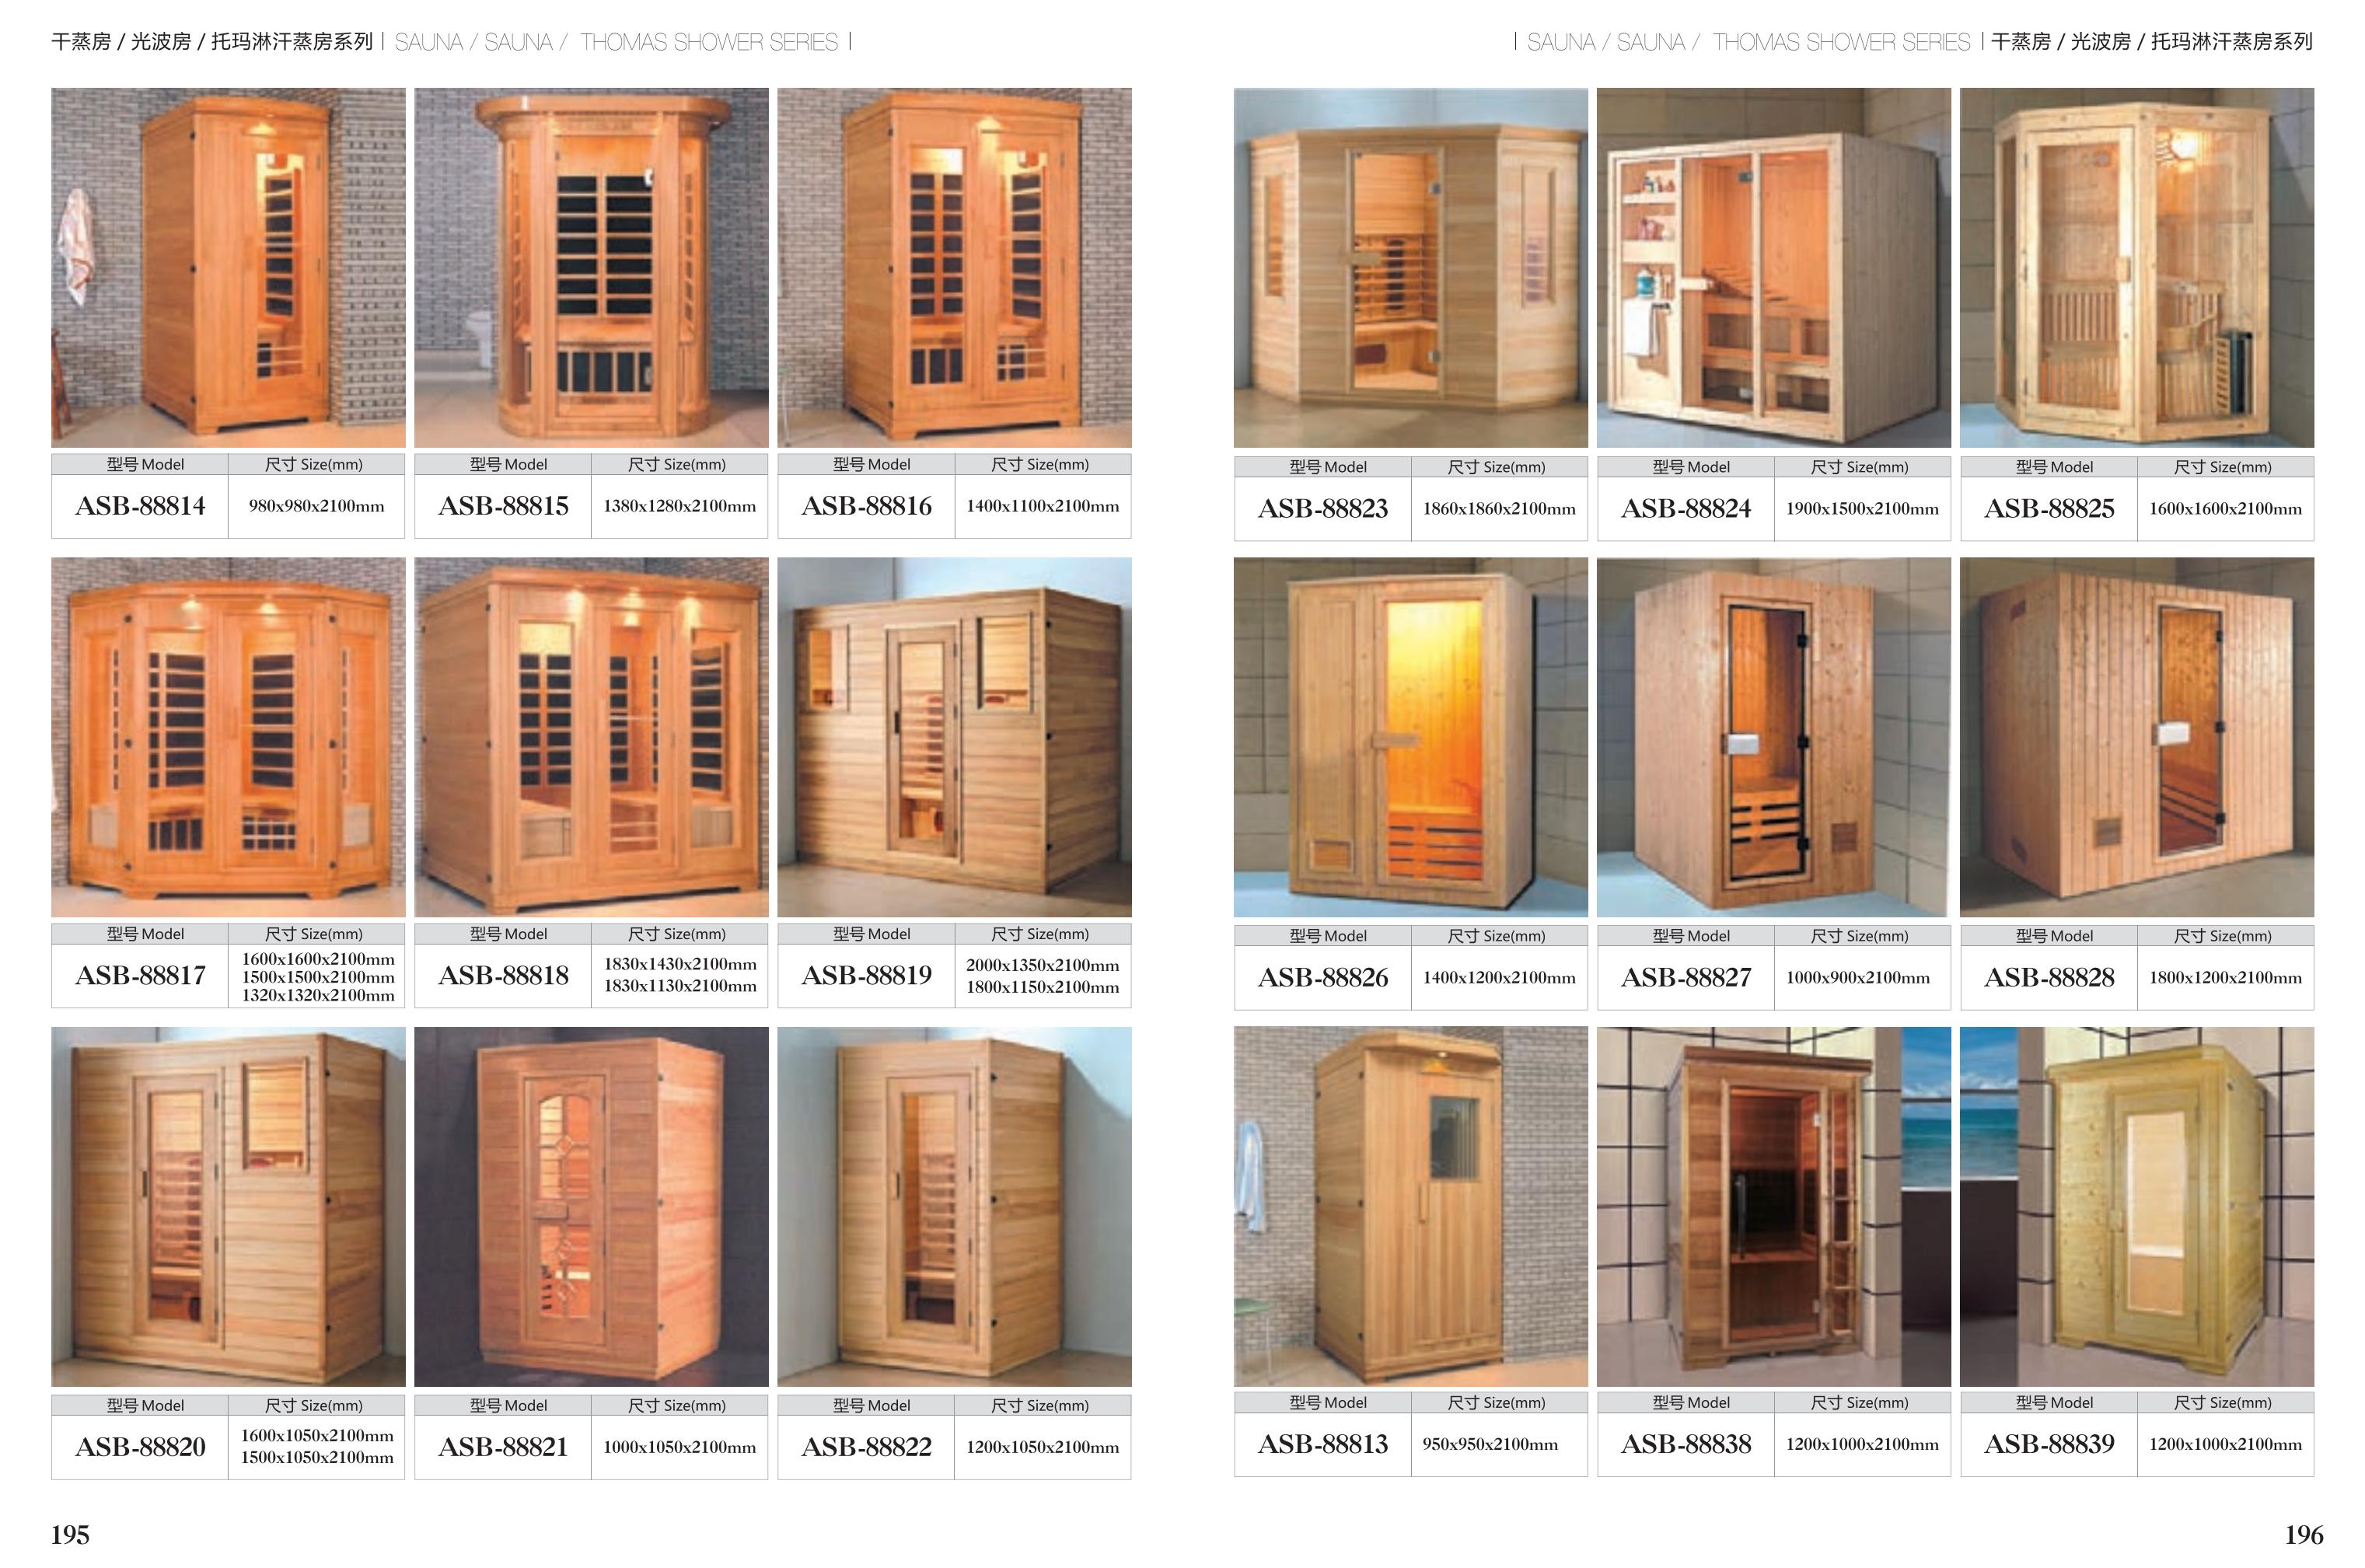 干蒸房 / 光波房 / 托玛淋汗蒸房系列 | SAUNA / SAUNA / THOMAS SHOWER SERIES |
型号 Model 尺寸 Size(mm) 型号 Model 尺寸 Size(mm) 型号 Model 尺寸 Size(mm)
ASB-88814 980x980x2100mm ASB-88815 1380x1280x2100mm ASB-88816 1400x1100x2100mm
型号 Model 尺寸 Size(mm) 型号 Model 尺寸 Size(mm) 型号 Model 尺寸 Size(mm)
ASB-88817
1600x1600x2100mm
1500x1500x2100mm
1320x1320x2100mm
ASB-88818
1830x1430x2100mm
1830x1130x2100mm
ASB-88819
2000x1350x2100mm
1800x1150x2100mm
型号 Model 尺寸 Size(mm) 型号 Model 尺寸 Size(mm) 型号 Model 尺寸 Size(mm)
ASB-88820
1600x1050x2100mm
1500x1050x2100mm
ASB-88821 1000x1050x2100mm ASB-88822 1200x1050x2100mm
195
| SAUNA / SAUNA / THOMAS SHOWER SERIES | 干蒸房 / 光波房 / 托玛淋汗蒸房系列
型号 Model 尺寸 Size(mm) 型号 Model 尺寸 Size(mm) 型号 Model 尺寸 Size(mm)
ASB-88823 1860x1860x2100mm ASB-88824 1900x1500x2100mm ASB-88825 1600x1600x2100mm
型号 Model 尺寸 Size(mm) 型号 Model 尺寸 Size(mm) 型号 Model 尺寸 Size(mm)
ASB-88826 1400x1200x2100mm ASB-88827 1000x900x2100mm ASB-88828 1800x1200x2100mm
型号 Model 尺寸 Size(mm) 型号 Model 尺寸 Size(mm) 型号 Model 尺寸 Size(mm)
ASB-88813 950x950x2100mm ASB-88838 1200x1000x2100mm ASB-88839 1200x1000x2100mm
196